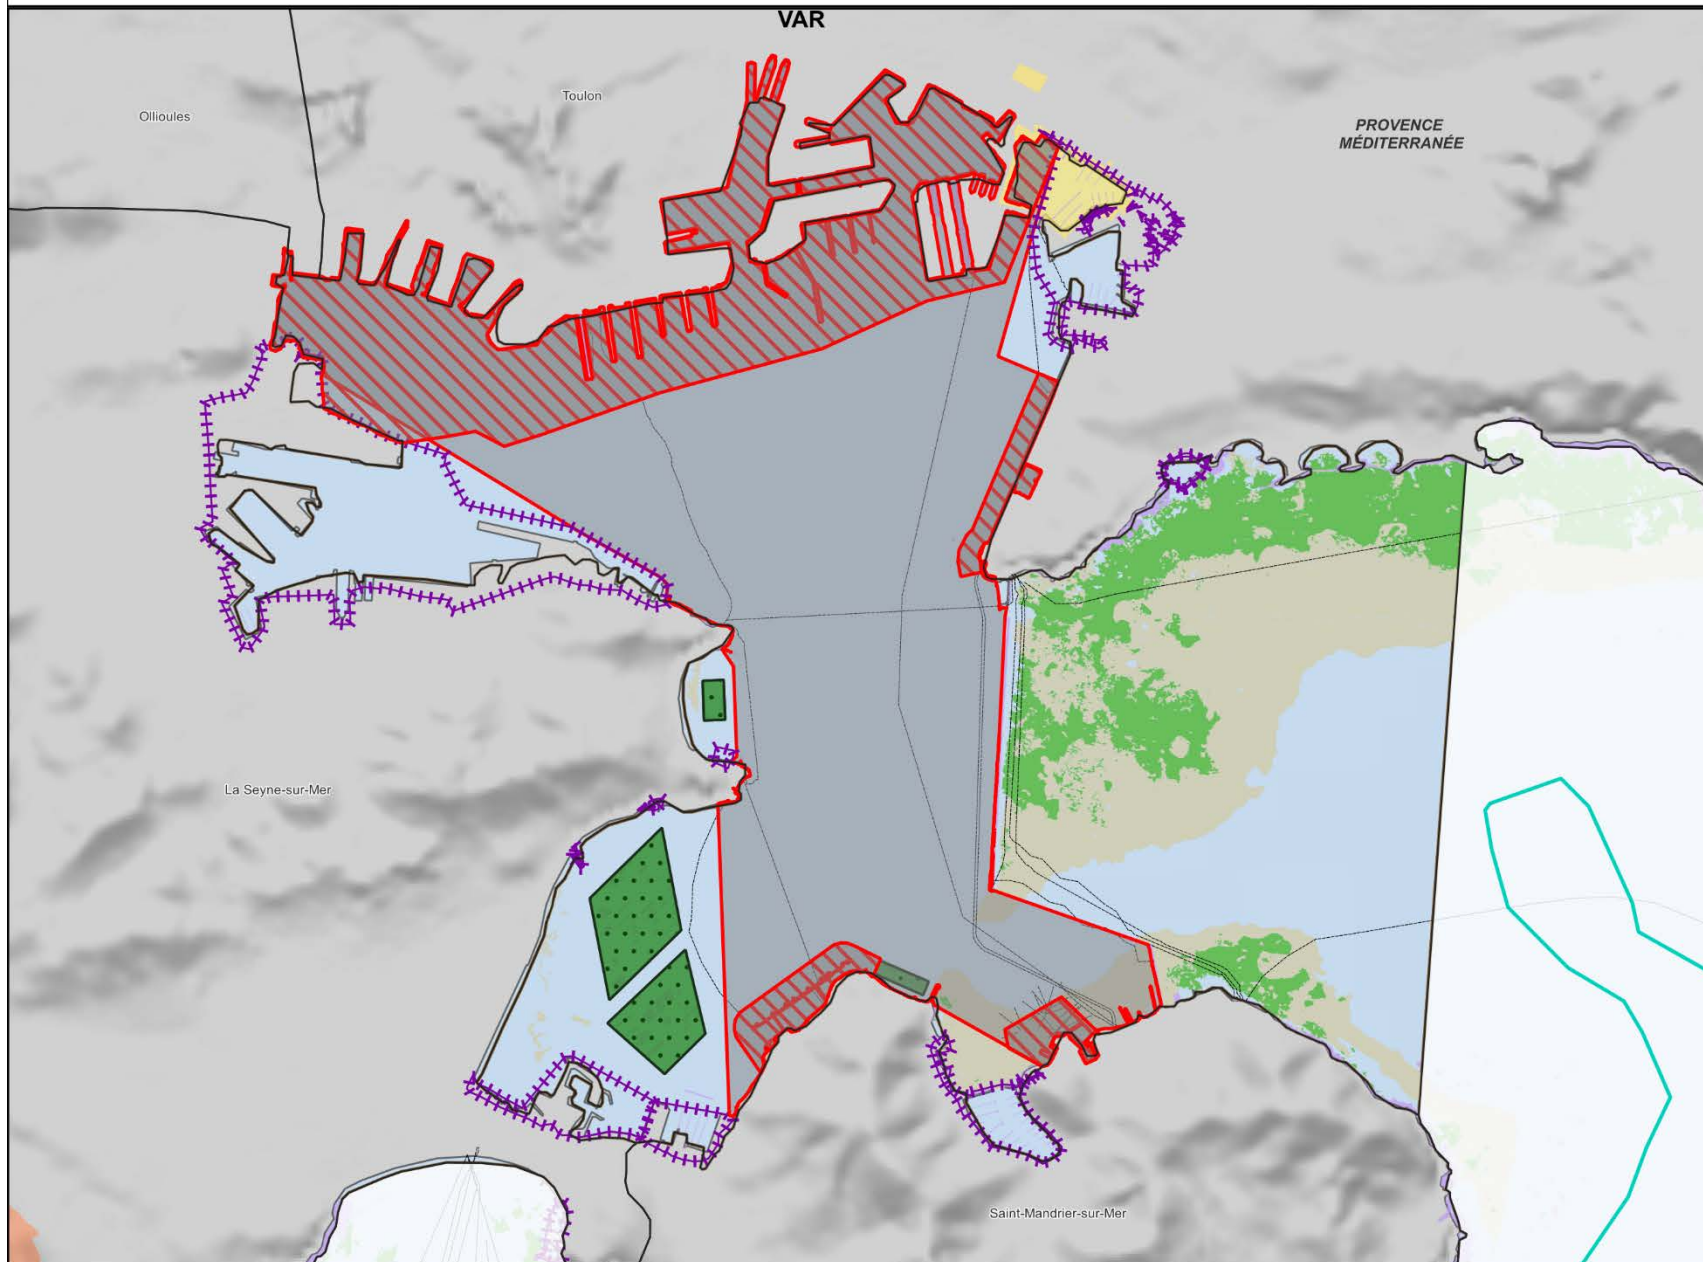 VAR
Toulon
Ollioules
PROVENCE
MÉDITERRANÉE
La Seyne-sur-Mer
Saint-Mandrier-sur-Mer